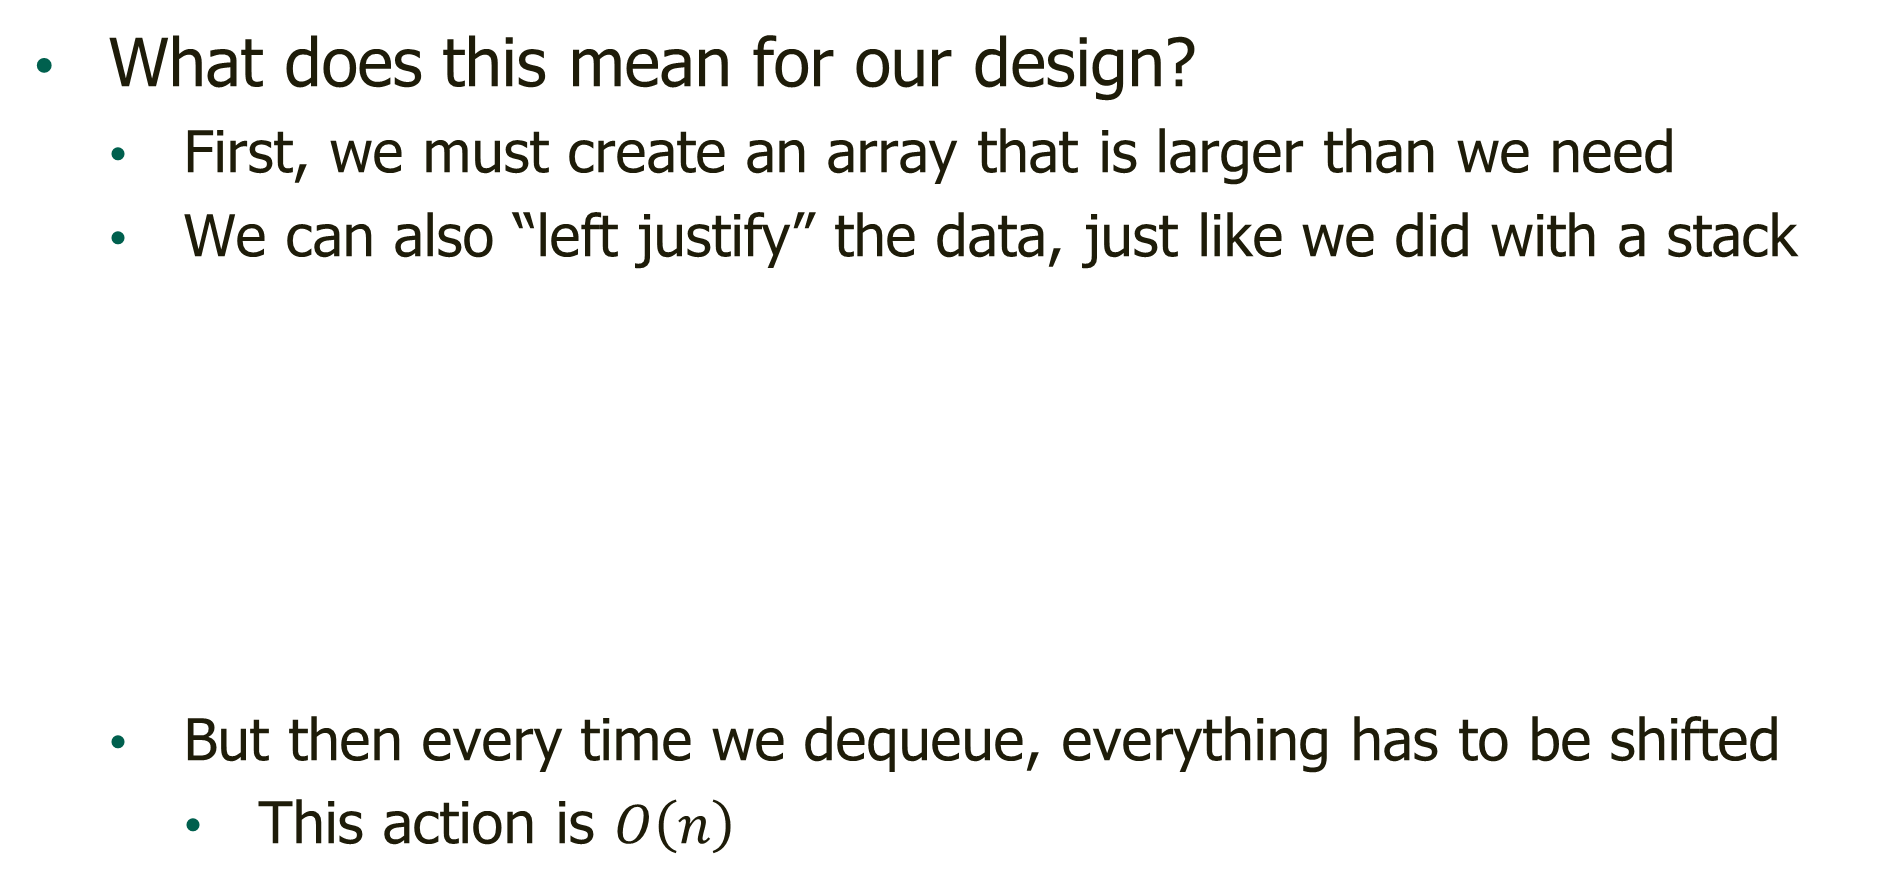 • What does this mean for our design?
• First, we must create an array that is larger than we need
• We can also “left justify” the data, just like we did with a stack
• But then every time we dequeue, everything has to be shifted
• This action is O(n)